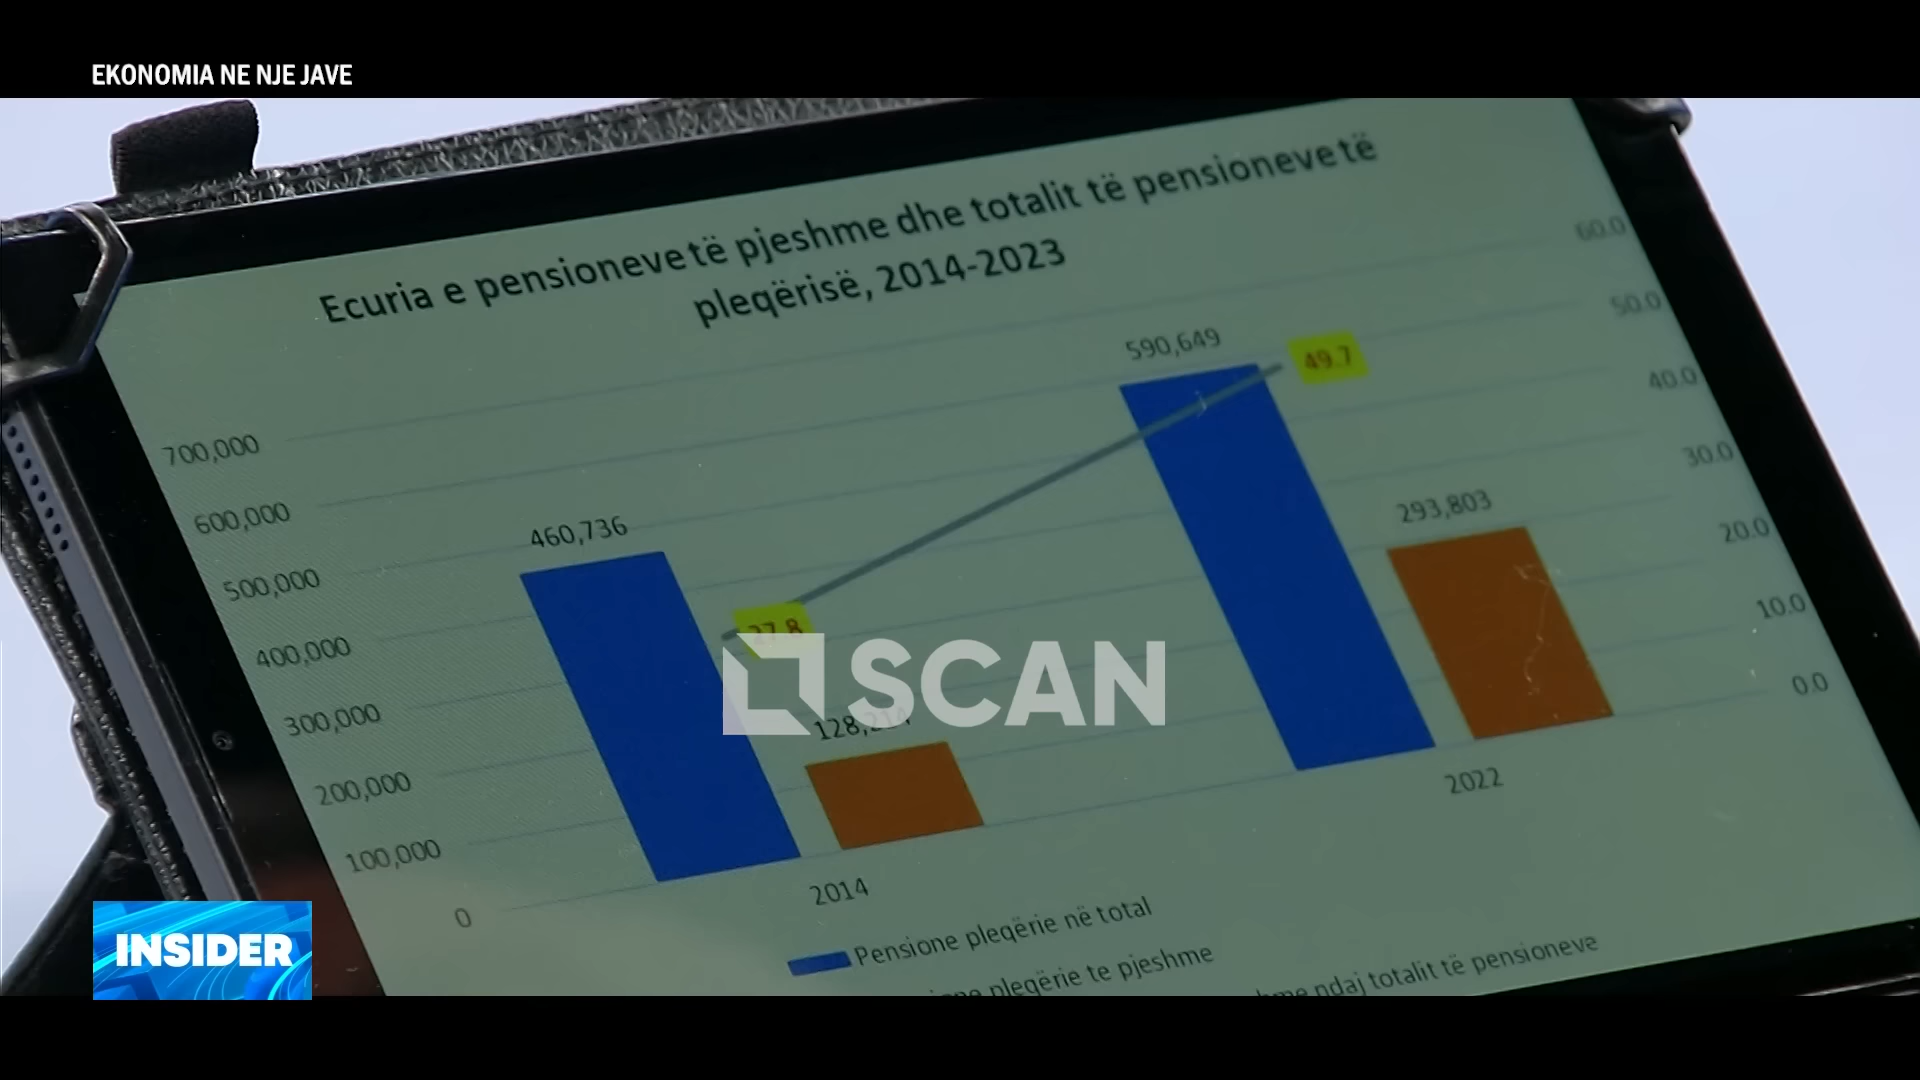 EKONOMIA NE NJE JAVE
Ecuria e pensioneve të pjeshme dhe totalit të pensioneve të
pleqërisë, 2014-2023
60.0
50.0
40.0
30.0
20.0
10.0
0.0
700,000
600,000
500,000
400,000
300,000
200,000
100,000
0
590,649
49.7
460,736
293,803
27.8
SCAN
2014
2022
Pensione pleqërie në total
pleqërie te pjeshme
ndaj totalit të pensioneve
INSIDER